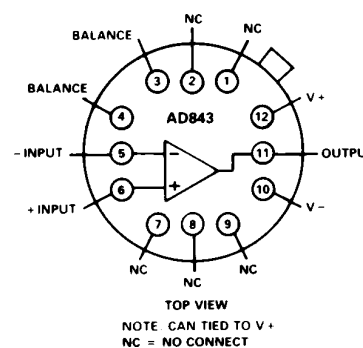 NC
BALANCE
NC
3
2
1
BALANCE
AD843
V+
4
12
-INPUT
5
-
11
OUTPUT
+INPUT
6
+
10
V-
7
8
9
NC
NC
NC
TOP VIEW
NOTE. CAN TIED TO V+
NC = NO CONNECT